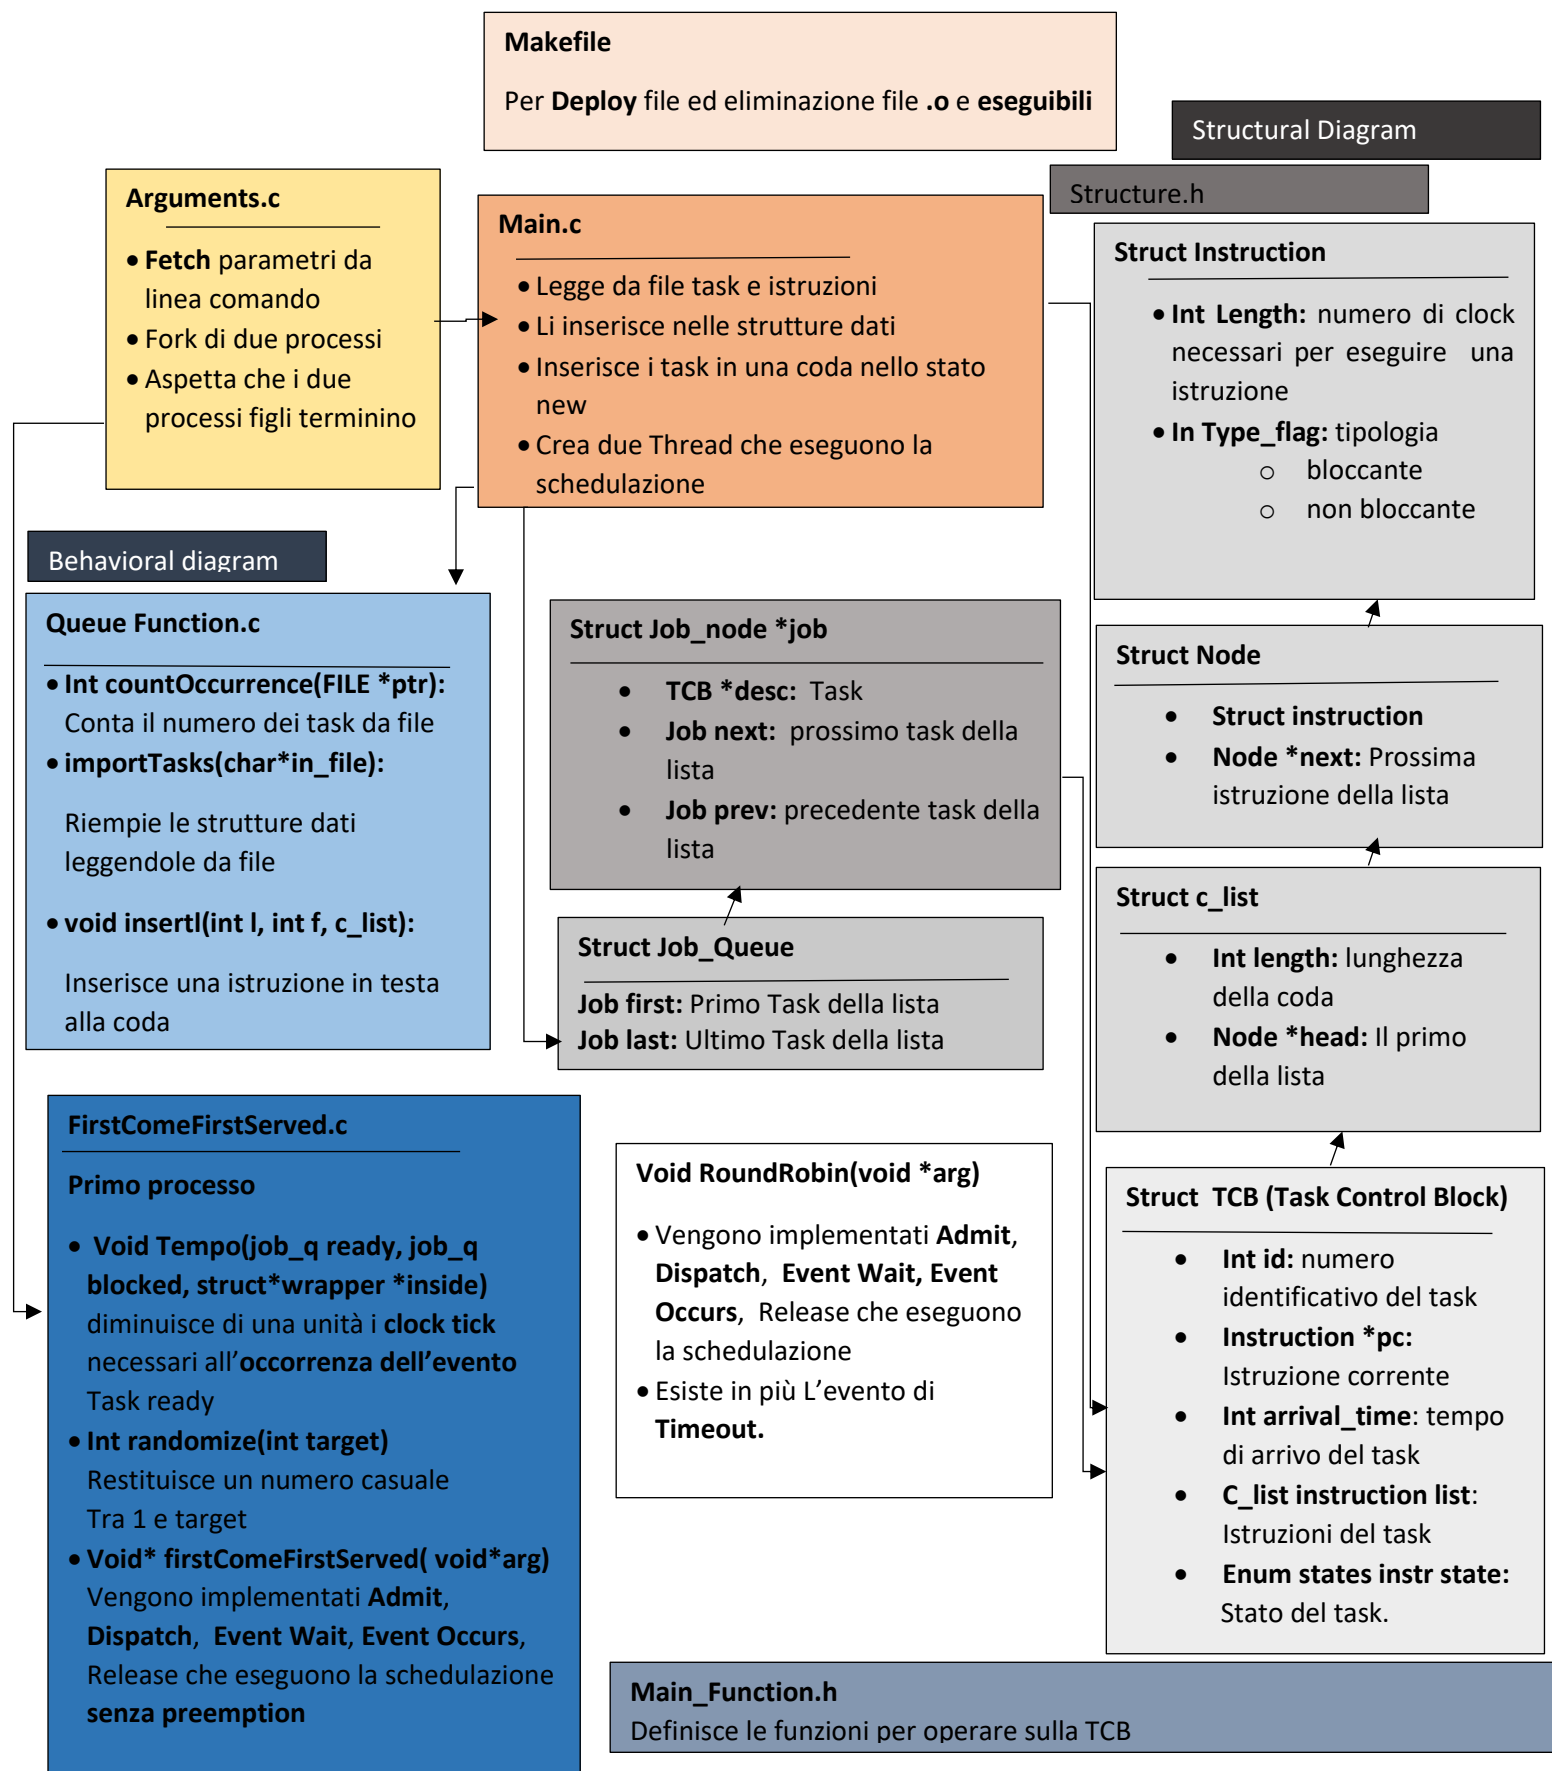 Makefile
Per Deploy file ed eliminazione file .o e eseguibili
Structural Diagram
Structure.h
Arguments.c
• Fetch parametri da
linea comando
• Fork di due processi
• Aspetta che i due
processi figli terminino
Main.c
• Legge da file task e istruzioni
• Li inserisce nelle strutture dati
• Inserisce i task in una coda nello stato
new
• Crea due Thread che eseguono la
schedulazione
Struct Instruction
• Int Length: numero di clock
necessari per eseguire una
istruzione
• In Type_flag: tipologia
o bloccante
o non bloccante
Behavioral diagram
Queue Function.c
• Int countOccurrence(FILE *ptr):
Conta il numero dei task da file
• importTasks(char*in_file):
Riempie le strutture dati
leggendole da file
• void insertl(int l, int f, c_list):
Inserisce una istruzione in testa
alla coda
Struct Job_node *job
• TCB *desc: Task
• Job next: prossimo task della
lista
• Job prev: precedente task della
lista
Struct Node
• Struct instruction
• Node *next: Prossima
istruzione della lista
Struct c_list
• Int length: lunghezza
della coda
• Node *head: Il primo
della lista
Struct Job_Queue
Job first: Primo Task della lista
Job last: Ultimo Task della lista
FirstComeFirstServed.c
Primo processo
• Void Tempo(job_q ready, job_q
blocked, struct*wrapper *inside)
diminuisce di una unità i clock tick
necessari all’occorrenza dell’evento
Task ready
• Int randomize(int target)
Restituisce un numero casuale
Tra 1 e target
• Void* firstComeFirstServed( void*arg)
Vengono implementati Admit,
Dispatch, Event Wait, Event Occurs,
Release che eseguono la schedulazione
senza preemption
Void RoundRobin(void *arg)
• Vengono implementati Admit,
Dispatch, Event Wait, Event
Occurs, Release che eseguono
la schedulazione
• Esiste in più L’evento di
Timeout.
Struct TCB (Task Control Block)
• Int id: numero
identificativo del task
• Instruction *pc:
Istruzione corrente
• Int arrival_time: tempo
di arrivo del task
• C_list instruction list:
Istruzioni del task
• Enum states instr state:
Stato del task.
Main_Function.h
Definisce le funzioni per operare sulla TCB